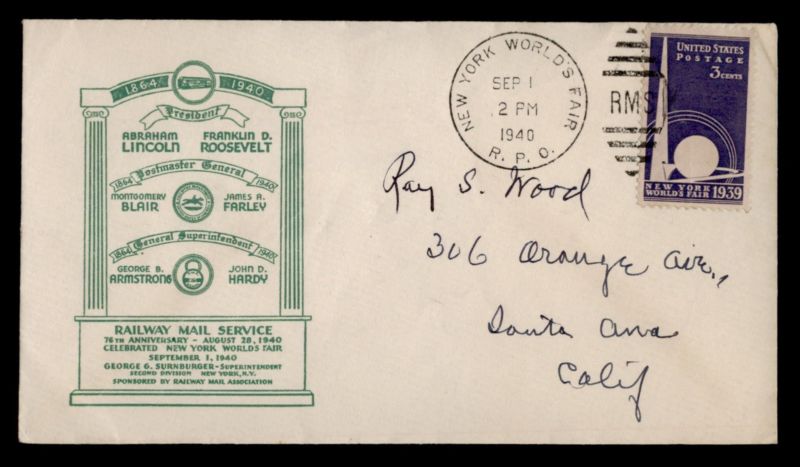 1864 1940
President
ABRAHAM LINCOLN
FRANKLIN D. ROOSEVELT
Postmaster General
1864 1940
MONTGOMERY BLAIR
JAMES A. FARLEY
General Superintendent
1864 1940
GEORGE B. ARMSTRONG
JOHN D. HARDY
RAILWAY MAIL SERVICE
76TH ANNIVERSARY - AUGUST 28, 1940
CELEBRATED NEW YORK WORLD'S FAIR
SEPTEMBER 1, 1940
GEORGE G. SURNBURGER - SUPERINTENDENT
SECOND DIVISION NEW YORK, N.Y.
SPONSORED BY RAILWAY MAIL ASSOCIATION
NEW YORK WORLD'S FAIR
SEP 1
2 PM
1940
R. P. O.
RMS
UNITED STATES
POSTAGE
3 CENTS
NEW YORK
WORLD'S FAIR 1939
Ray S. Wood
306 Orange Ave.,
Santa Ana
Calif